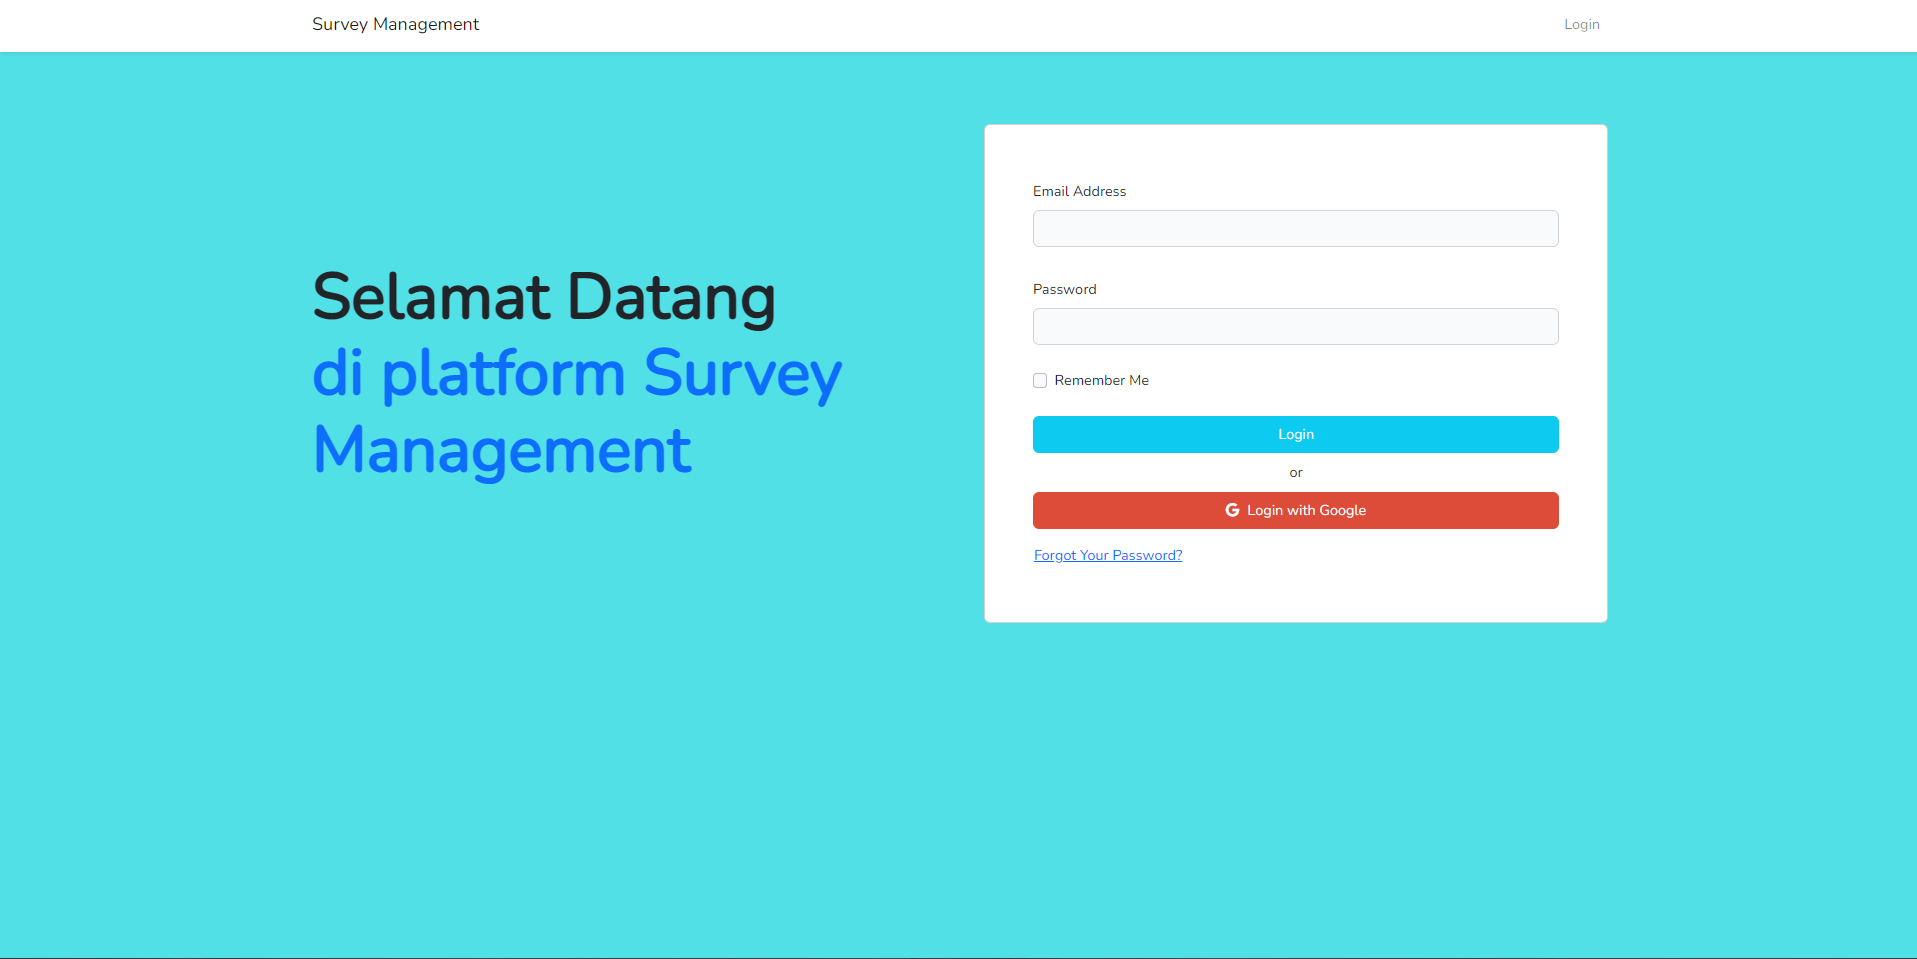 Survey Management
Login
Selamat Datang
di platform Survey
Management
Email Address
Password
Remember Me
Login
or
Login with Google
Forgot Your Password?